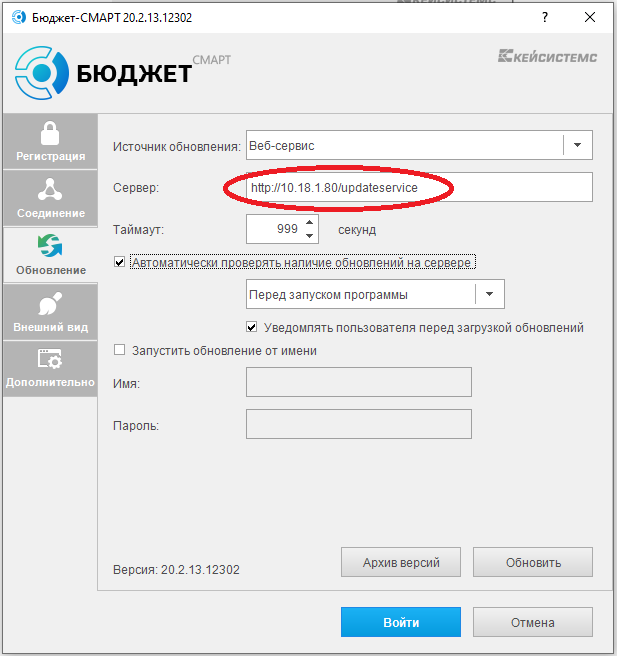 Бюджет-СМАРт 20.2.13.12302
?
БЮДЖЕТ СМАРТ
КЕЙСИСТЕМС
Регистрация
Соединение
Обновление
Внешний вид
Дополнительно
Источник обновления: Веб-сервис
Сервер: http://10.18.1.80/updateservice
Таймаут: 999 секунд
Автоматически проверять наличие обновлений на сервере
Перед запуском программы
Уведомлять пользователя перед загрузкой обновлений
Запустить обновление от имени
Имя:
Пароль:
Версия: 20.2.13.12302
Архив версий
Обновить
Войти
Отмена